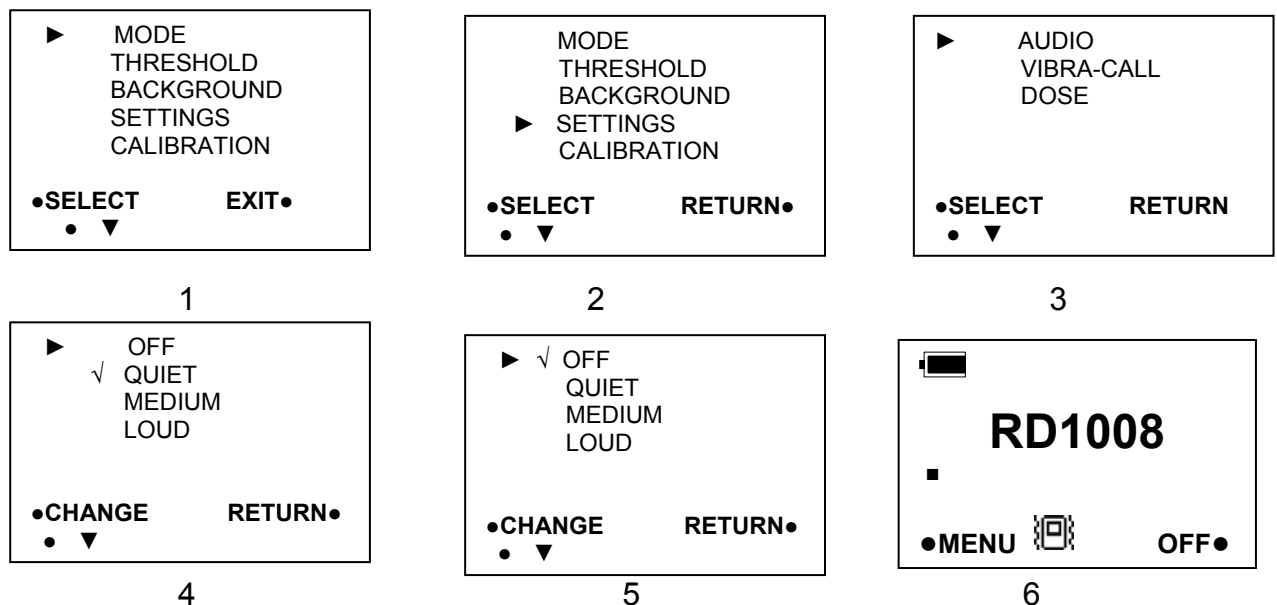 ► MODE
THRESHOLD
BACKGROUND
SETTINGS
CALIBRATION
●SELECT EXIT●
● ▼
1
MODE
THRESHOLD
BACKGROUND
► SETTINGS
CALIBRATION
●SELECT RETURN●
● ▼
2
► AUDIO
VIBRA-CALL
DOSE
●SELECT RETURN
● ▼
3
► OFF
√ QUIET
MEDIUM
LOUD
●CHANGE RETURN●
● ▼
4
► √ OFF
QUIET
MEDIUM
LOUD
●CHANGE RETURN●
● ▼
5
RD1008
■
●MENU OFF●
6